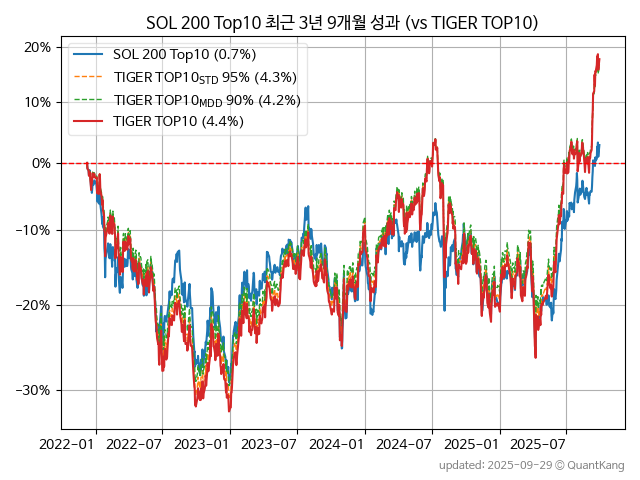 SOL 200 Top10 최근 3년 9개월 성과 (vs TIGER TOP10)
SOL 200 Top10 (0.7%)
TIGER TOP10STD 95% (4.3%)
TIGER TOP10MDD 90% (4.2%)
TIGER TOP10 (4.4%)
20%
10%
0%
−10%
−20%
−30%
2022-01 2022-07 2023-01 2023-07 2024-01 2024-07 2025-01 2025-07
updated: 2025-09-29 © QuantKang